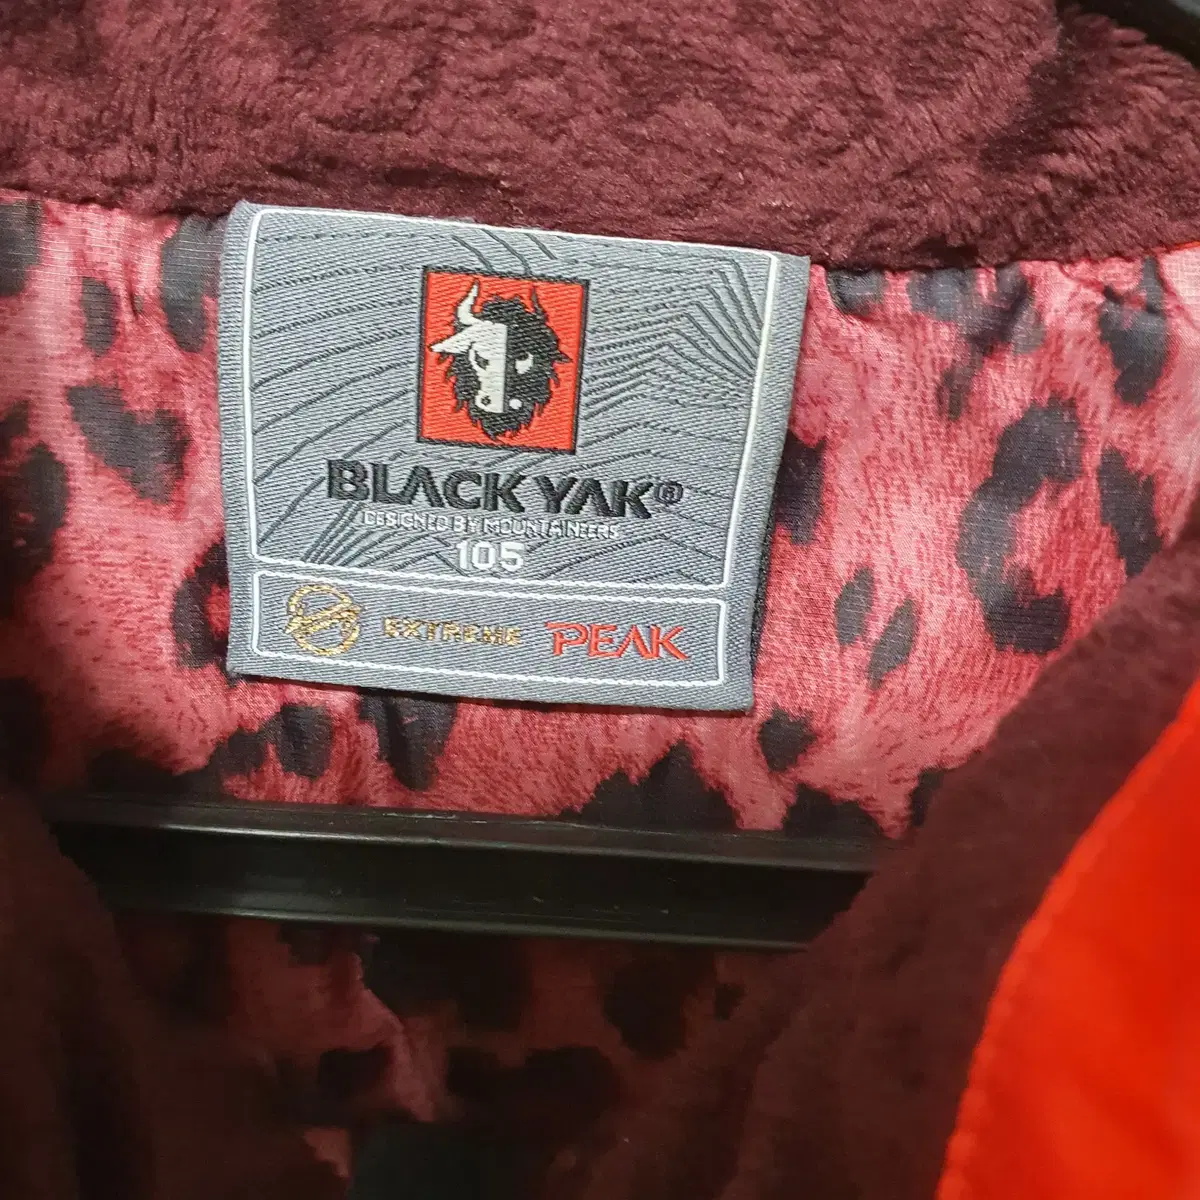 BLACK YAK®
DESIGNED BY MOUNTAINEERS
105
EXTREME PEAK